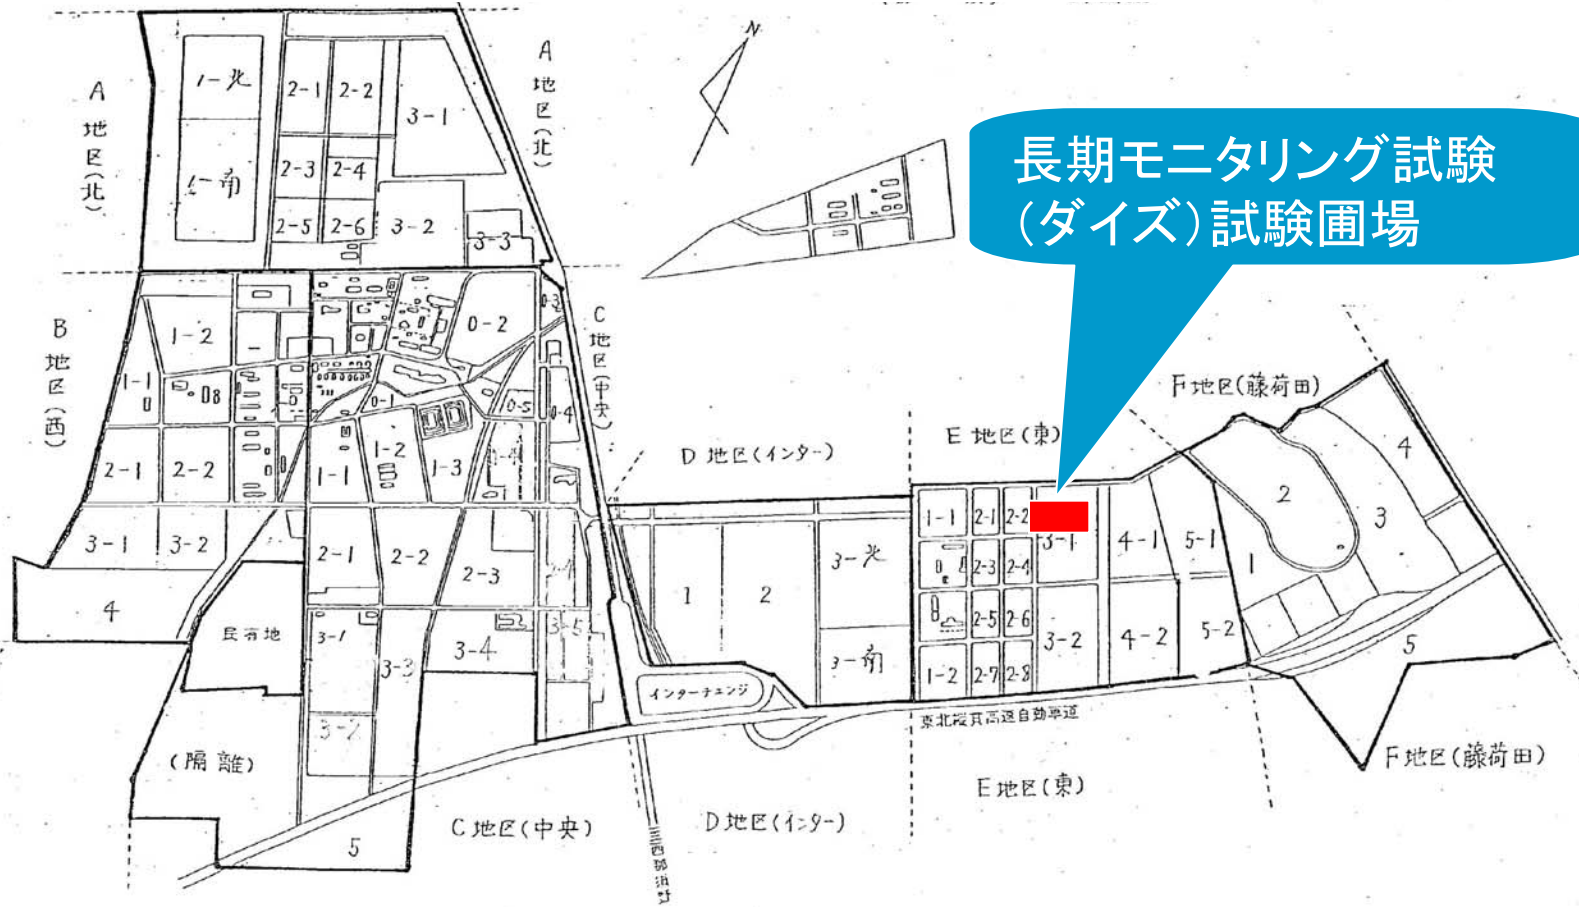 N
A地区(北)
A地区(北)
1-北
1-南
2-1
2-2
3-1
2-3
2-4
2-5
2-6
3-2
3-3
長期モニタリング試験
(ダイズ)試験圃場
B地区(西)
1-2
1-1
8
2-1
2-2
3-1
3-2
4
C地区(中央)
0-2
0-3
0-1
0-5
0-4
1-1
1-2
1-3
1-4
2-1
2-2
2-3
民有地
3-1
3-3
3-4
3-5
3-2
(隔離)
5
C地区(中央)
D地区(インター)
1
2
3-北
3-南
インターチェンジ
D地区(インター)
E地区(東)
1-1
2-1
2-2
3-1
4-1
5-1
2-3
2-4
2-5
2-6
3-2
4-2
5-2
1-2
2-7
2-8
東北縦貫高速自動車道
E地区(東)
F地区(藤荷田)
1
2
3
4
5
F地区(藤荷田)